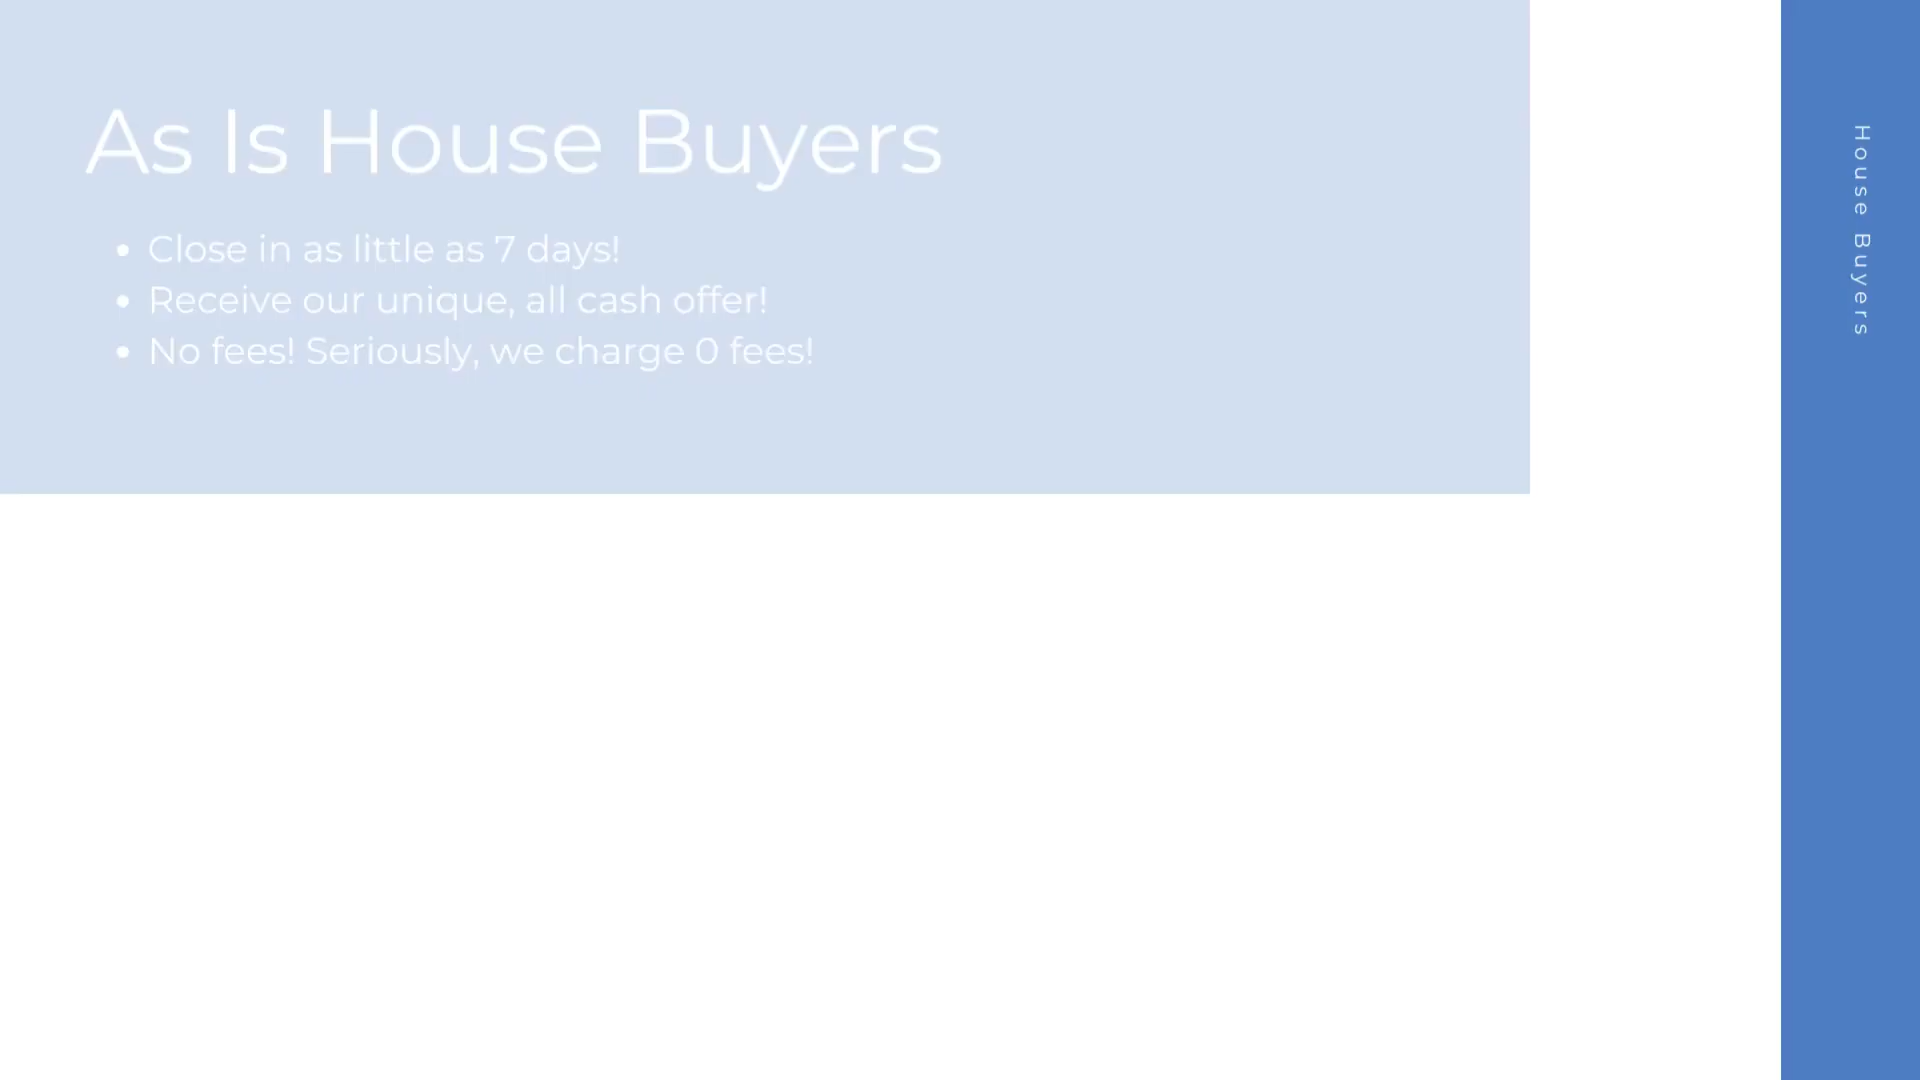 As Is House Buyers
• Close in as little as 7 days!
• Receive our unique, all cash offer!
• No fees! Seriously, we charge 0 fees!
House Buyers